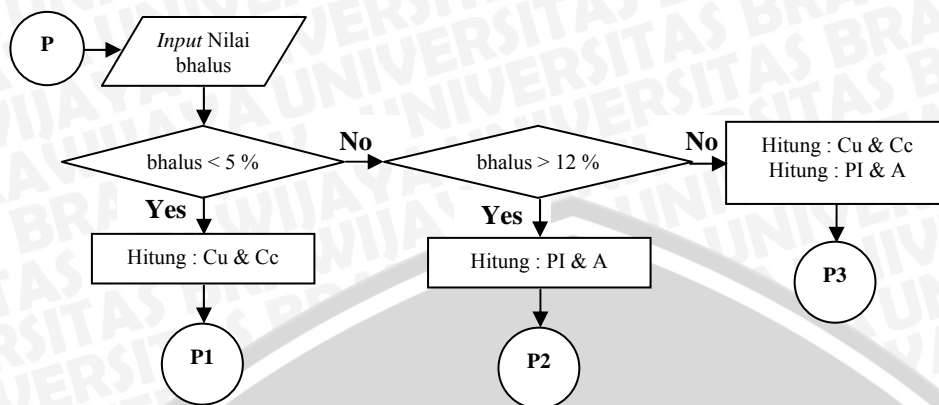 P
Input Nilai
bhalus
bhalus < 5 %
No
bhalus > 12 %
No
Hitung : Cu & Cc
Hitung : PI & A
Yes
Yes
Hitung : Cu & Cc
Hitung : PI & A
P3
P1
P2